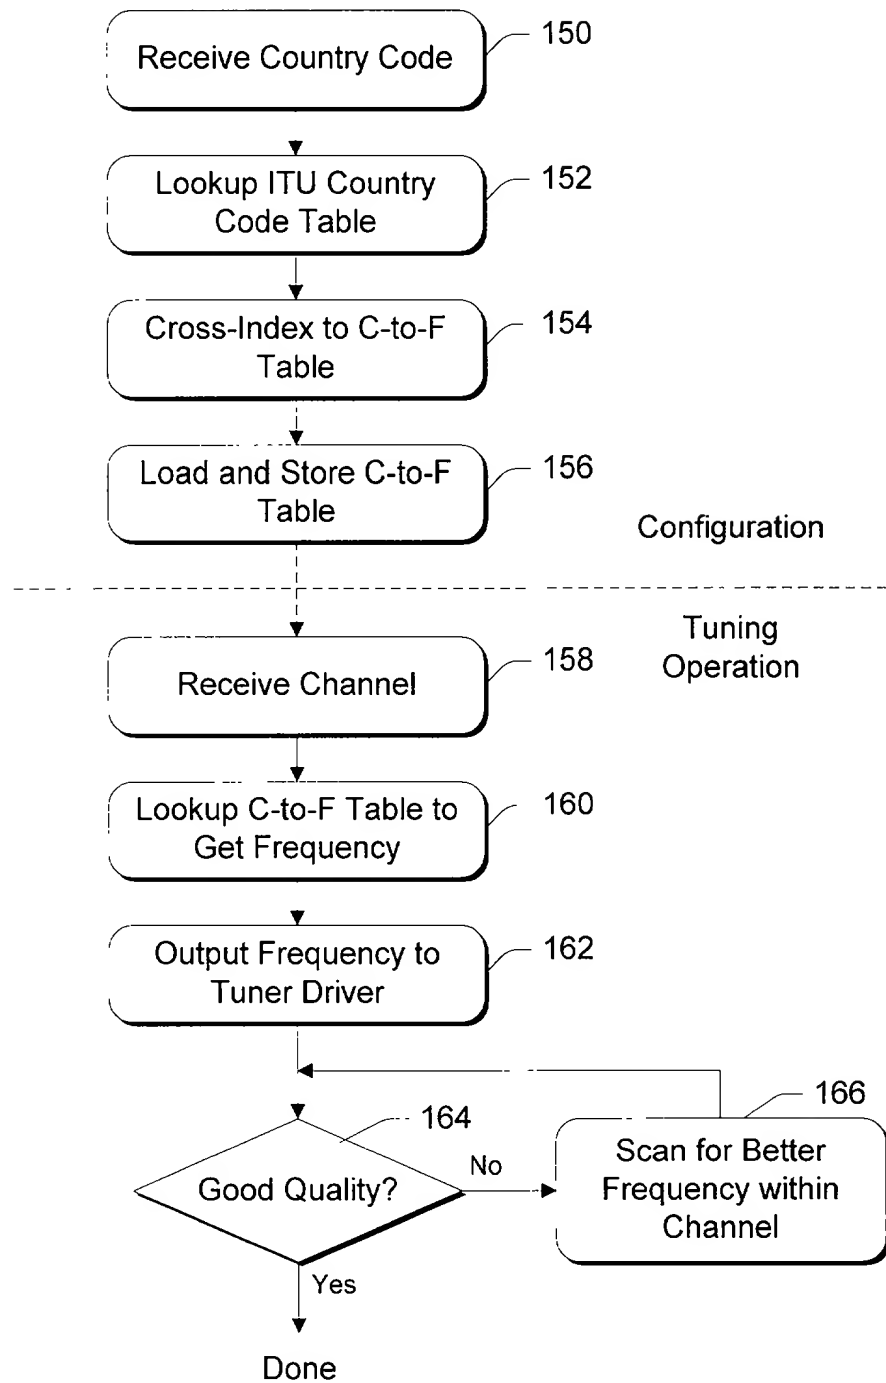 Receive Country Code
150
Lookup ITU Country
Code Table
152
Cross-Index to C-to-F
Table
154
Load and Store C-to-F
Table
156
Configuration
Tuning
Operation
Receive Channel
158
Lookup C-to-F Table to
Get Frequency
160
Output Frequency to
Tuner Driver
162
164
Good Quality?
No
Yes
166
Scan for Better
Frequency within
Channel
Done